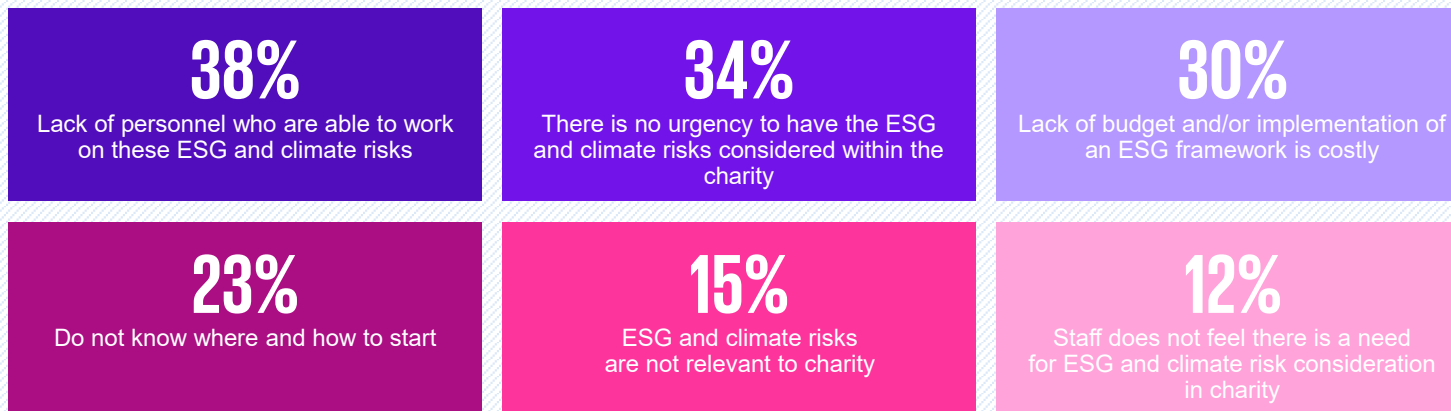 38%
Lack of personnel who are able to work
on these ESG and climate risks
34%
There is no urgency to have the ESG
and climate risks considered within the
charity
30%
Lack of budget and/or implementation of
an ESG framework is costly
23%
Do not know where and how to start
15%
ESG and climate risks
are not relevant to charity
12%
Staff does not feel there is a need
for ESG and climate risk consideration
in charity